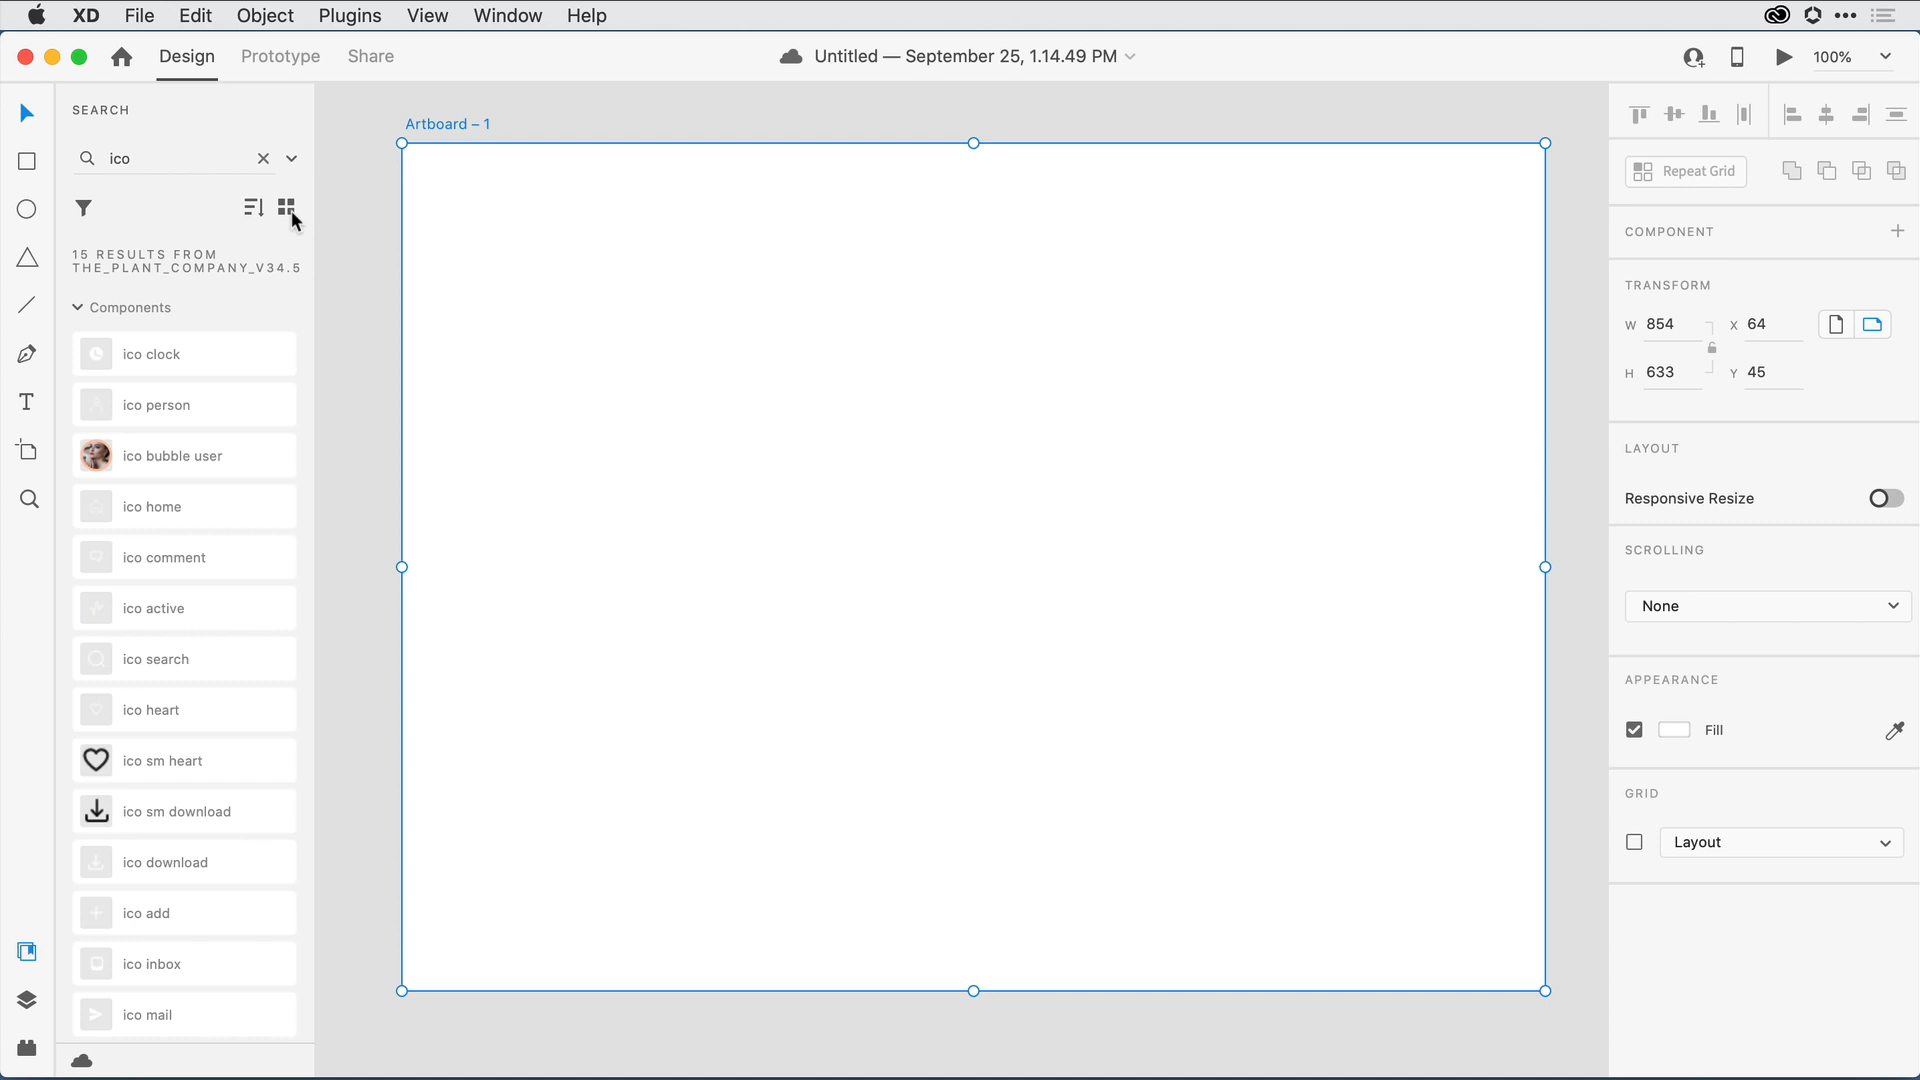 XD File Edit Object Plugins View Window Help
Design Prototype Share
Untitled — September 25, 1.14.49 PM
100%
SEARCH
ico
15 RESULTS FROM
THE_PLANT_COMPANY_V34.5
Components
ico clock
ico person
ico bubble user
ico home
ico comment
ico active
ico search
ico heart
ico sm heart
ico sm download
ico download
ico add
ico inbox
ico mail
Artboard – 1
Repeat Grid
COMPONENT
TRANSFORM
W 854 X 64
H 633 Y 45
LAYOUT
Responsive Resize
SCROLLING
None
APPEARANCE
Fill
GRID
Layout